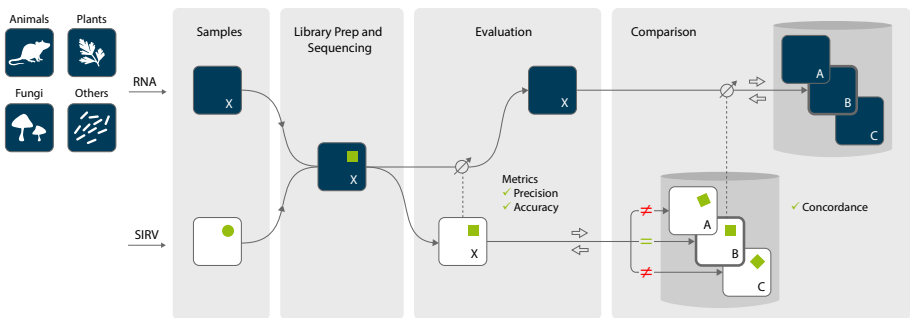 Animals
Plants
Fungi
Others
RNA
SIRV
Samples
X
Library Prep and
Sequencing
X
Evaluation
X
Metrics
✓ Precision
✓ Accuracy
X
Comparison
A
B
C
≠
=
≠
A
B
C
✓ Concordance